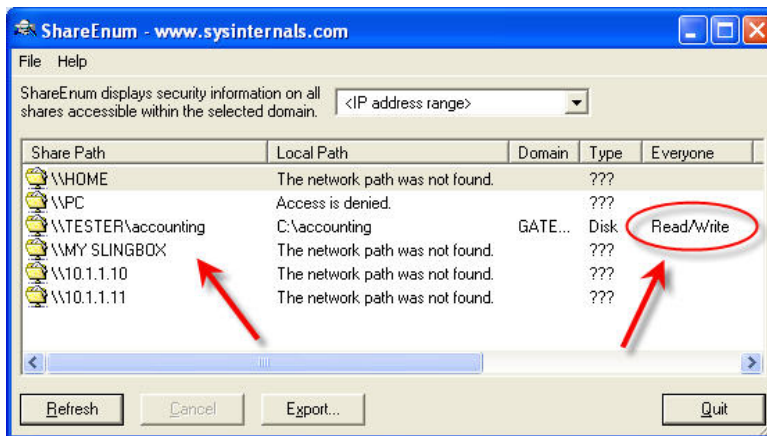 ShareEnum - www.sysinternals.com
File Help
ShareEnum displays security information on all
shares accessible within the selected domain.
<IP address range>
Share Path Local Path Domain Type Everyone
\\HOME The network path was not found. ???
\\PC Access is denied. ???
\\TESTER\accounting C:\accounting GATE... Disk Read/Write
\\MY SLINGBOX The network path was not found. ???
\\10.1.1.10 The network path was not found. ???
\\10.1.1.11 The network path was not found. ???
Refresh Cancel Export... Quit